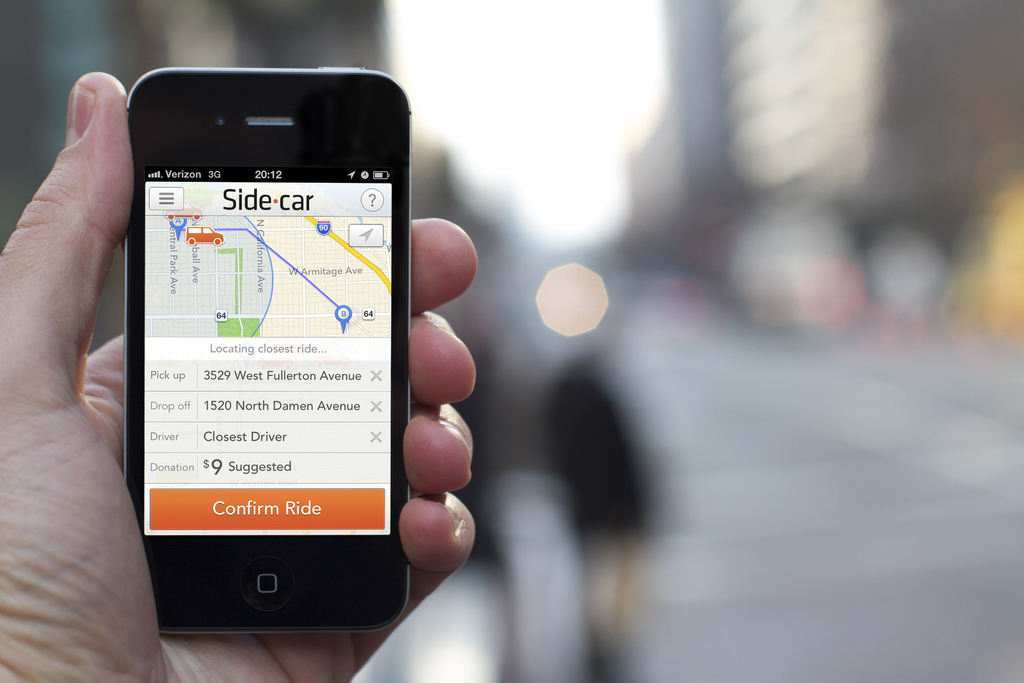 Verizon 3G 20:12
Side·car
?
90
A
N Central Park Ave
N California Ave
W Armitage Ave
B
64
64
Locating closest ride...
Pick up 3529 West Fullerton Avenue
Drop off 1520 North Damen Avenue
Driver Closest Driver
Donation $9 Suggested
Confirm Ride